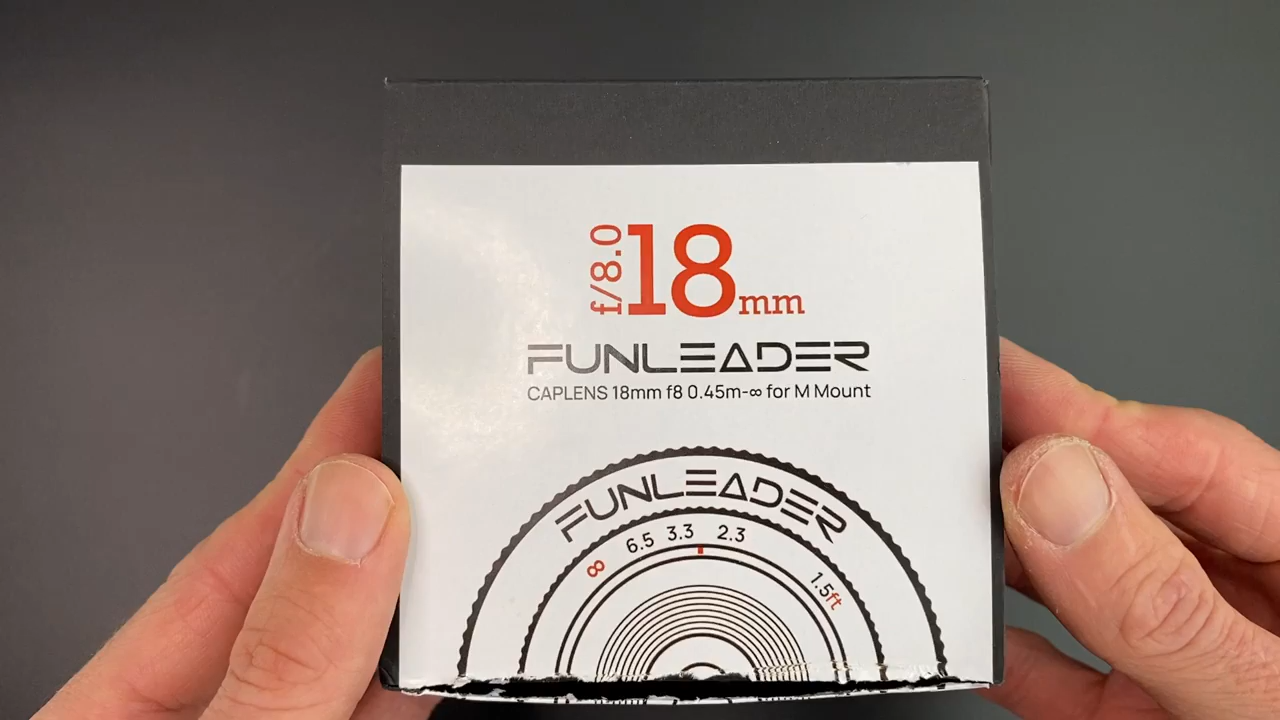 f/8.0
18mm
FUNLEADER
CAPLENS 18mm f8 0.45m-∞ for M Mount
FUNLEADER
∞ 6.5 3.3 2.3 1.5ft